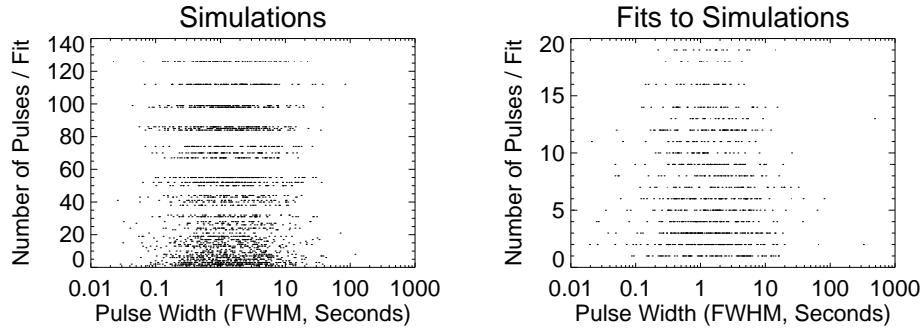 Simulations
Number of Pulses / Fit
140
120
100
80
60
40
20
0
0.01 0.1 1 10 100 1000
Pulse Width (FWHM, Seconds)
Fits to Simulations
Number of Pulses / Fit
20
15
10
5
0
0.01 0.1 1 10 100 1000
Pulse Width (FWHM, Seconds)